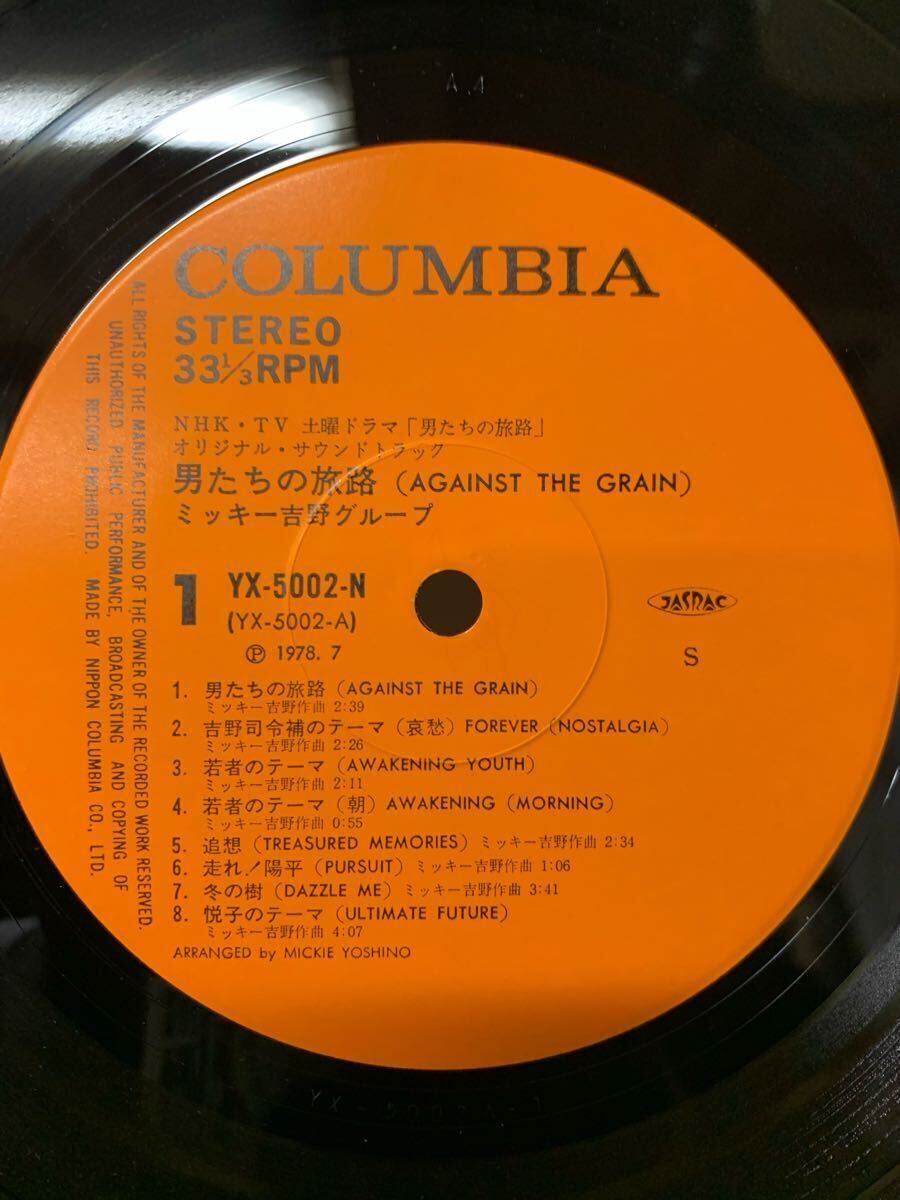 A.4
COLUMBIA
STEREO
33⅓RPM
NHK・TV 土曜ドラマ「男たちの旅路」
オリジナル・サウンドトラック
男たちの旅路 (AGAINST THE GRAIN)
ミッキー吉野グループ
1
YX-5002-N
(YX-5002-A)
Ⓟ 1978. 7
JASRAC
S
1. 男たちの旅路 (AGAINST THE GRAIN)
ミッキー吉野作曲 2:39
2. 吉野司令補のテーマ (哀愁) FOREVER (NOSTALGIA)
ミッキー吉野作曲 2:26
3. 若者のテーマ (AWAKENING YOUTH)
ミッキー吉野作曲 2:11
4. 若者のテーマ (朝) AWAKENING (MORNING)
ミッキー吉野作曲 0:55
5. 追想 (TREASURED MEMORIES) ミッキー吉野作曲 2:34
6. 走れ!陽平 (PURSUIT) ミッキー吉野作曲 1:06
7. 冬の樹 (DAZZLE ME) ミッキー吉野作曲 3:41
8. 悦子のテーマ (ULTIMATE FUTURE)
ミッキー吉野作曲 4:07
ARRANGED by MICKIE YOSHINO
ALL RIGHTS OF THE MANUFACTURER AND OF THE OWNER OF THE RECORDED WORK RESERVED.
UNAUTHORIZED PUBLIC PERFORMANCE, BROADCASTING AND COPYING OF
THIS RECORD PROHIBITED. MADE BY NIPPON COLUMBIA CO., LTD.
YX-5002A-1